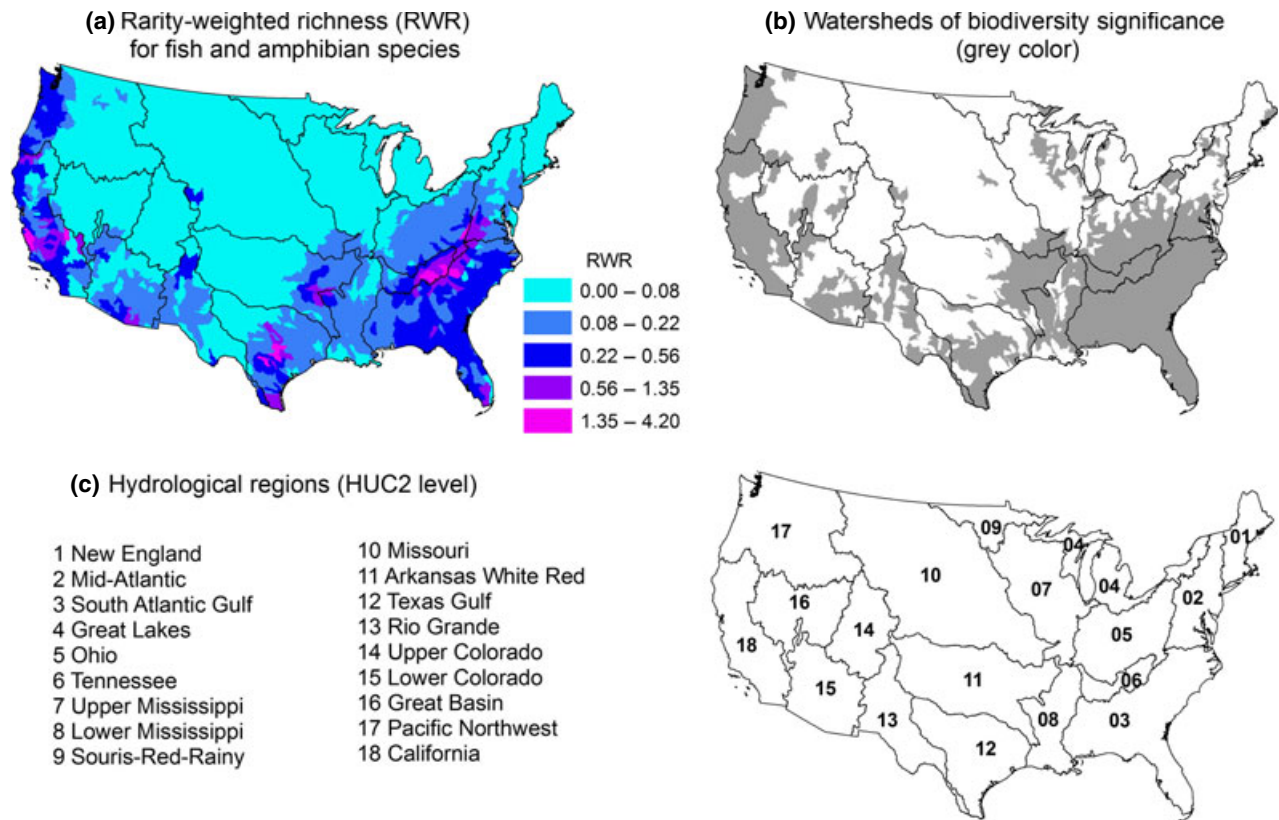 (a) Rarity-weighted richness (RWR)
for fish and amphibian species
(b) Watersheds of biodiversity significance
(grey color)
RWR
0.00 – 0.08
0.08 – 0.22
0.22 – 0.56
0.56 – 1.35
1.35 – 4.20
(c) Hydrological regions (HUC2 level)
1 New England
2 Mid-Atlantic
3 South Atlantic Gulf
4 Great Lakes
5 Ohio
6 Tennessee
7 Upper Mississippi
8 Lower Mississippi
9 Souris-Red-Rainy
10 Missouri
11 Arkansas White Red
12 Texas Gulf
13 Rio Grande
14 Upper Colorado
15 Lower Colorado
16 Great Basin
17 Pacific Northwest
18 California
17
09
04
01
10
07
04
02
16
18
14
05
15
11
06
13
08
03
12